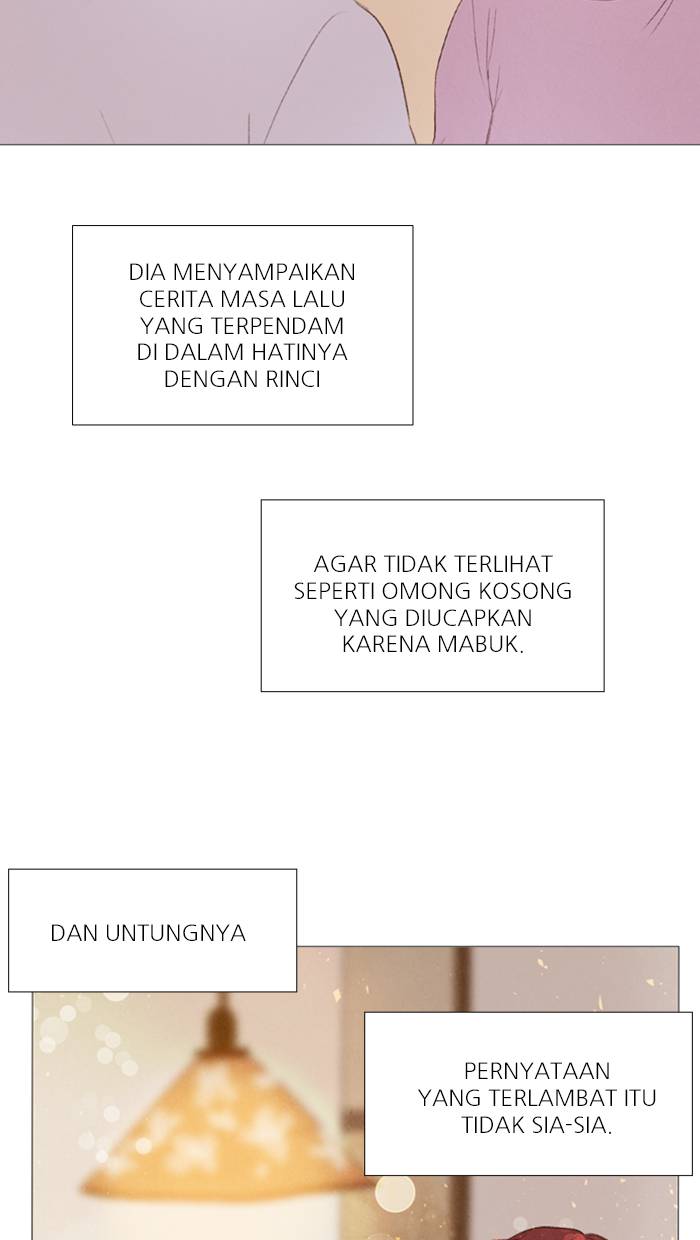 DIA MENYAMPAIKAN
CERITA MASA LALU
YANG TERPENDAM
DI DALAM HATINYA
DENGAN RINCI
AGAR TIDAK TERLIHAT
SEPERTI OMONG KOSONG
YANG DIUCAPKAN
KARENA MABUK.
DAN UNTUNGNYA
PERNYATAAN
YANG TERLAMBAT ITU
TIDAK SIA-SIA.